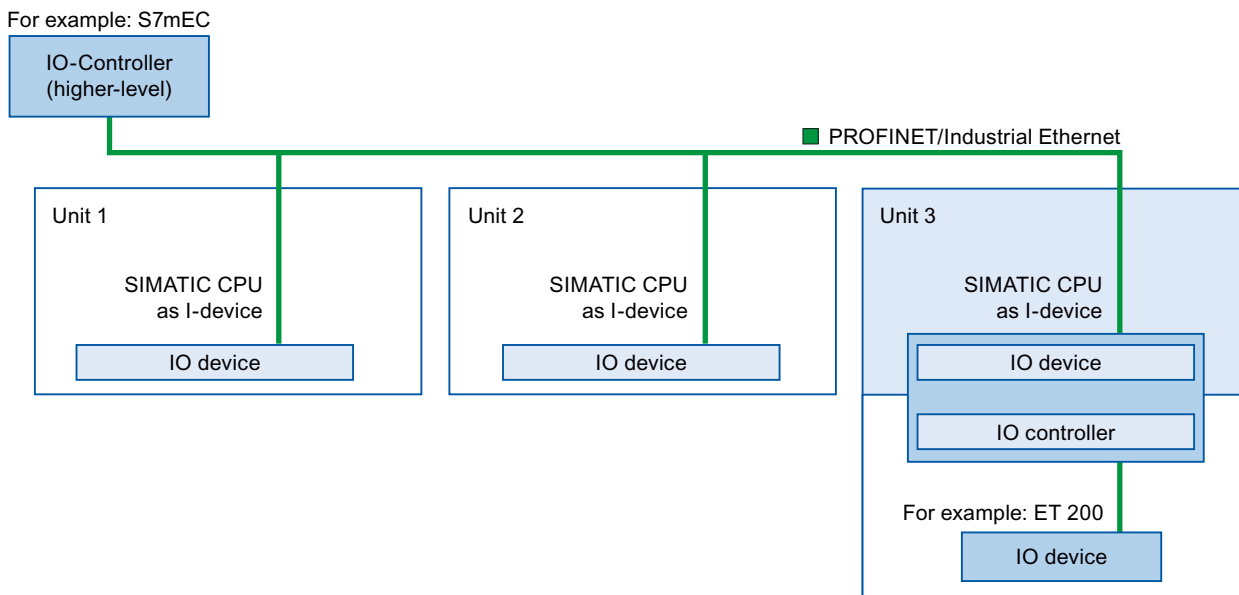 For example: S7mEC
IO-Controller
(higher-level)
PROFINET/Industrial Ethernet
Unit 1
SIMATIC CPU
as I-device
IO device
Unit 2
SIMATIC CPU
as I-device
IO device
Unit 3
SIMATIC CPU
as I-device
IO device
IO controller
For example: ET 200
IO device